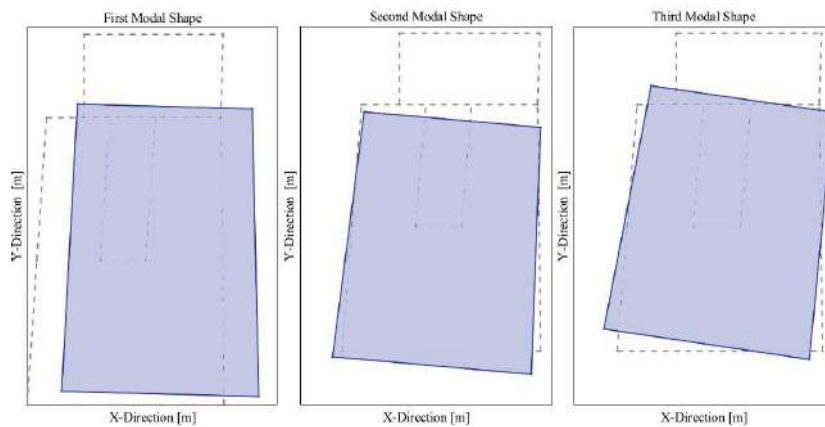 First Modal Shape
Second Modal Shape
Third Modal Shape
Y-Direction [m]
Y-Direction [m]
Y-Direction [m]
X-Direction [m]
X-Direction [m]
X-Direction [m]